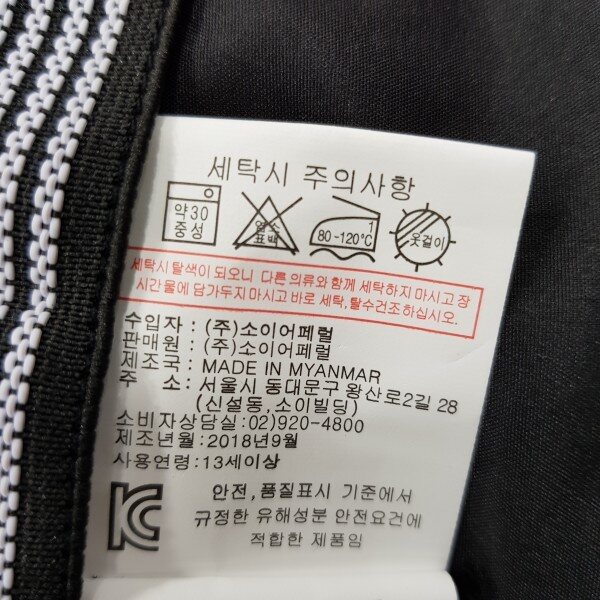 세탁시 주의사항
약30
중성
염소
표백
1
80-120℃
옷걸이
세탁시 탈색이 되오니 다른 의류와 함께 세탁하지 마시고 장
시간 물에 담가두지 마시고 바로 세탁, 탈수건조 하십시오.
수입자 : (주)소이어페럴
판매원 : (주)소이어페럴
제조국 : MADE IN MYANMAR
주 소 : 서울시 동대문구 왕산로2길 28
(신설동,소이빌딩)
소비자상담실: 02)920-4800
제조년월: 2018년9월
사용연령: 13세이상
안전,품질표시 기준에서
규정한 유해성분 안전요건에
적합한 제품임